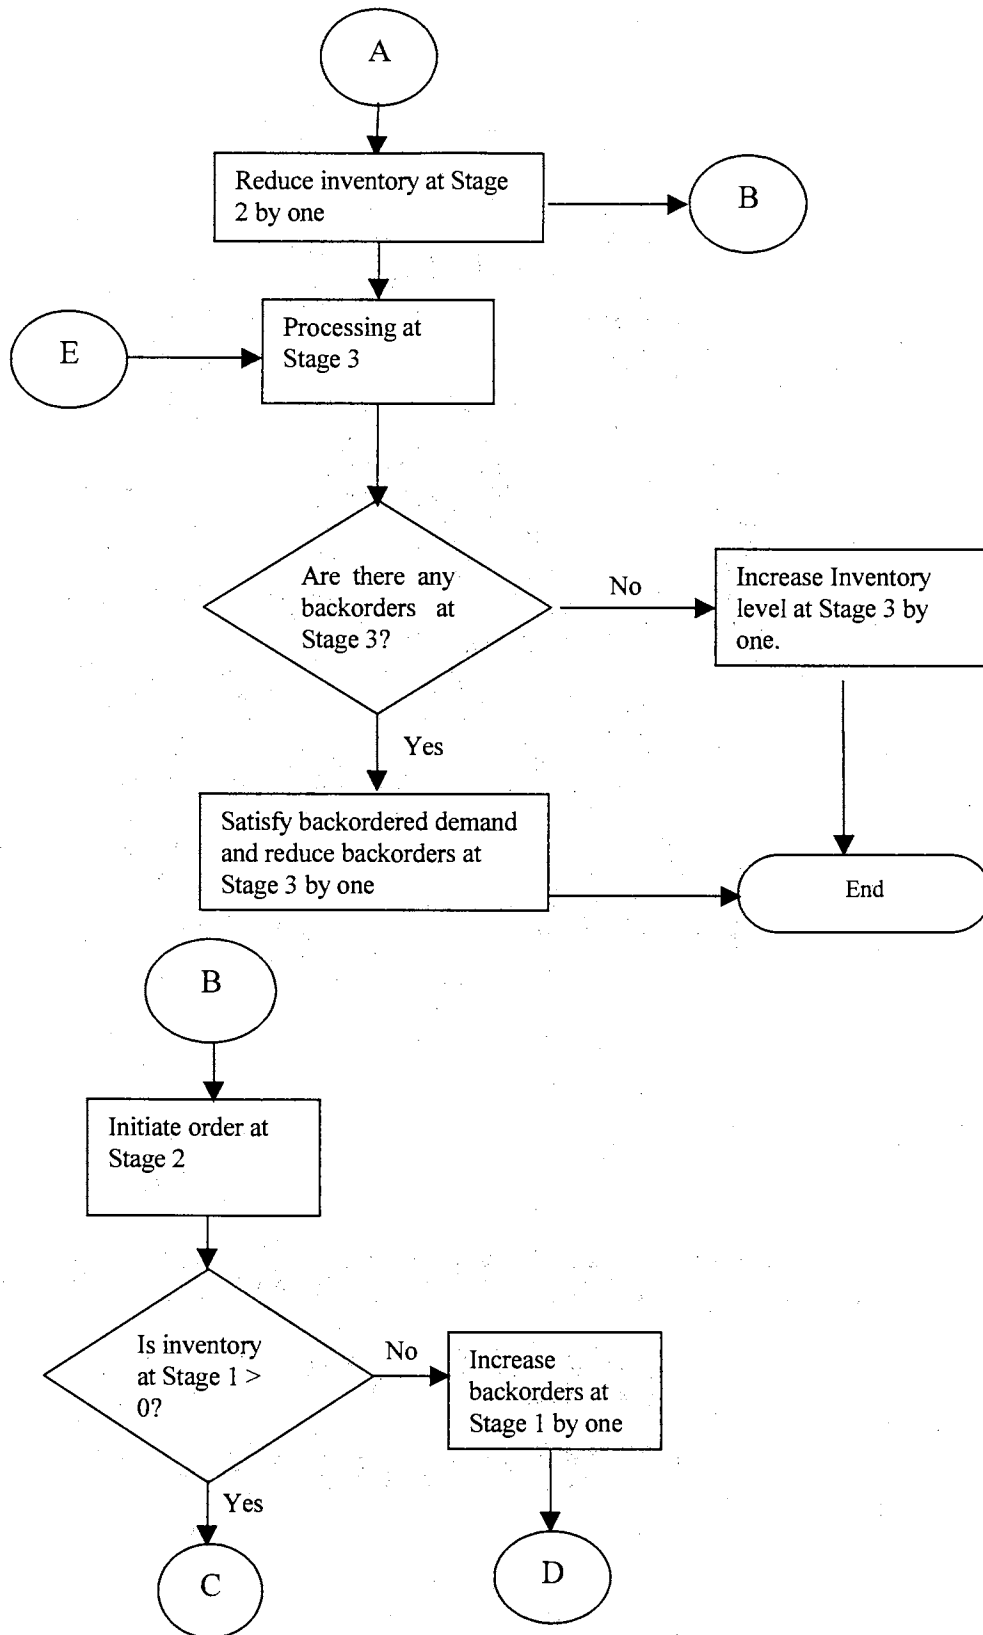 A
Reduce inventory at Stage
2 by one
B
E
Processing at
Stage 3
Are there any
backorders at
Stage 3?
No
Increase Inventory
level at Stage 3 by
one.
Yes
Satisfy backordered demand
and reduce backorders at
Stage 3 by one
End
B
Initiate order at
Stage 2
Is inventory
at Stage 1 >
0?
No
Increase
backorders at
Stage 1 by one
Yes
C
D